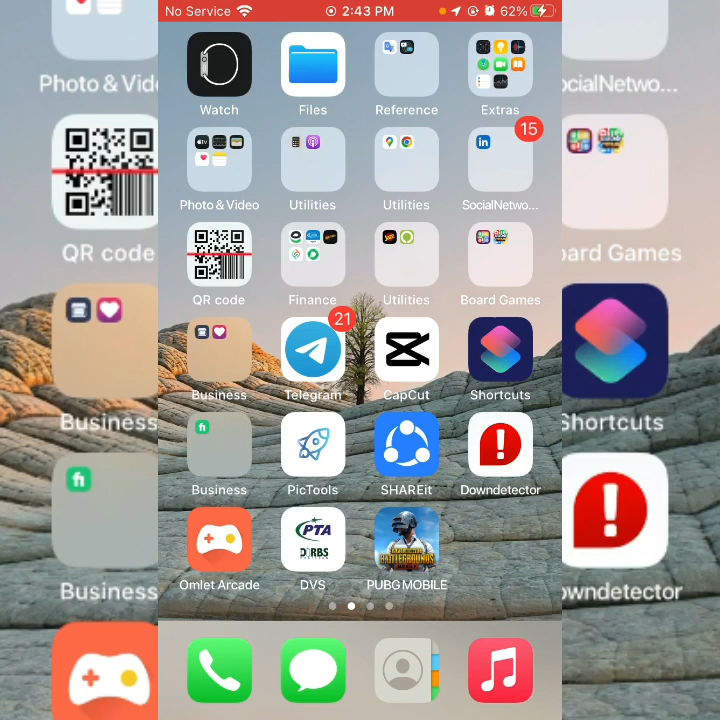 No Service 2:43 PM 62%
Watch Files Reference Extras
15
Photo & Video Utilities Utilities SocialNetwo...
QR code Finance Utilities Board Games
21
Business Telegram CapCut Shortcuts
Business PicTools SHAREit Downdetector
PTA
DIRBS
Omlet Arcade DVS PUBG MOBILE
Photo & Vid
QR code
Business
Business
ocialNetwo...
oard Games
Shortcuts
owndetector